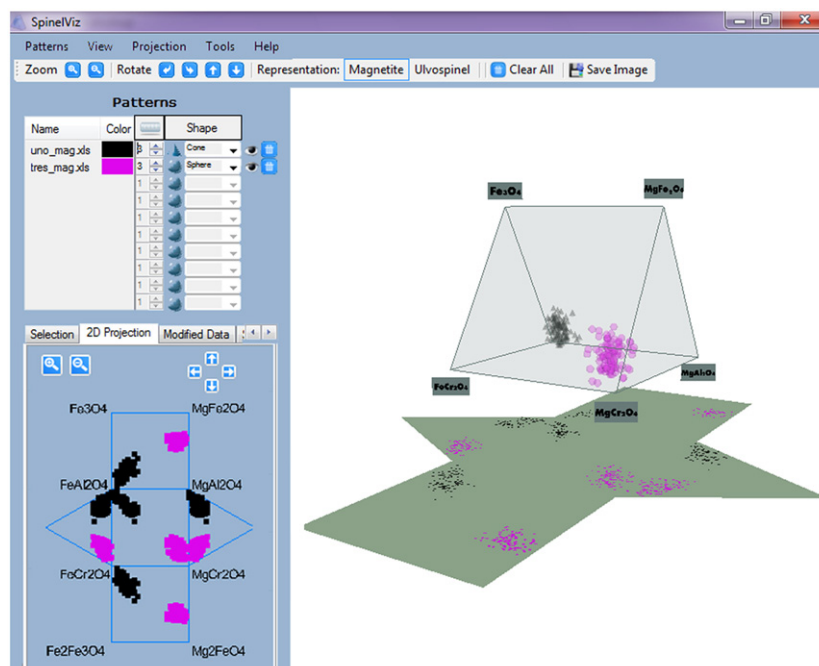 SpinelViz
Patterns View Projection Tools Help
Zoom Rotate Representation: Magnetite Ulvospinel Clear All Save Image
Patterns
Name Color Shape
uno_mag.xls 3 Cone
tres_mag.xls 3 Sphere
1
1
1
1
1
1
1
1
Selection 2D Projection Modified Data
Fe3O4 MgFe2O4
FeAl2O4 MgAl2O4
FeCr2O4 MgCr2O4
Fe2Fe3O4 Mg2FeO4
Fe₃O₄ MgFe₂O₄
FeCr₂O₄ MgAl₂O₄
MgCr₂O₄